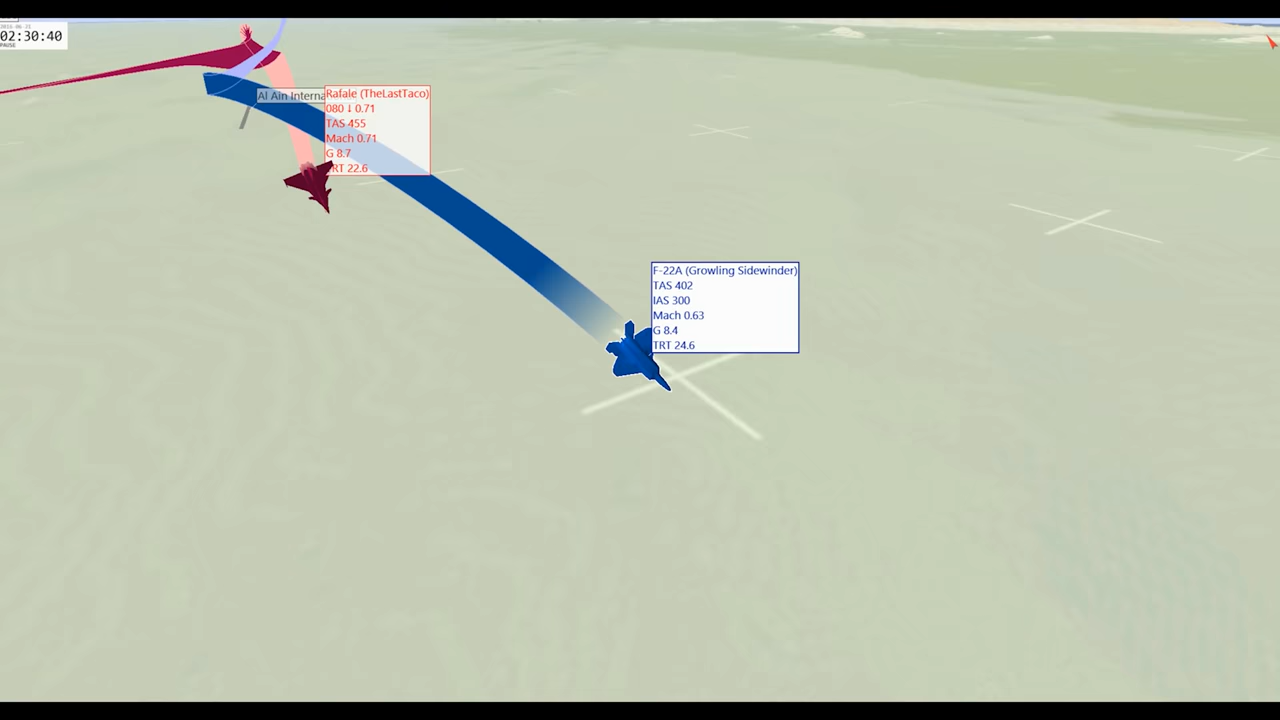 02:30:40
PAUSE
Al Ain Interna
Rafale (TheLastTaco)
080 ↓ 0.71
TAS 455
Mach 0.71
G 8.7
TRT 22.6
F-22A (Growling Sidewinder)
TAS 402
IAS 300
Mach 0.63
G 8.4
TRT 24.6